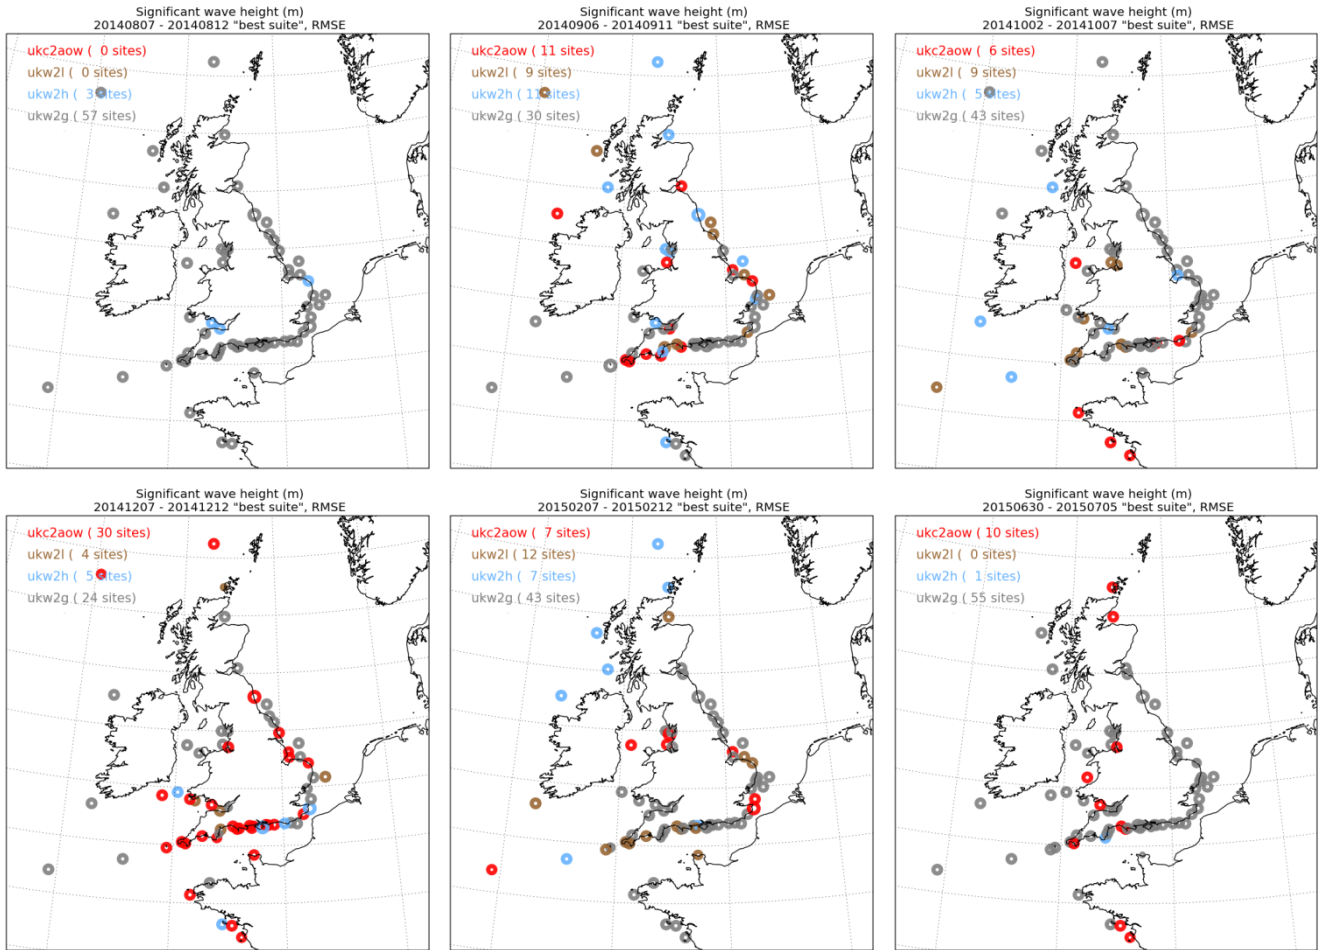 Significant wave height (m)
20140807 - 20140812 "best suite", RMSE
ukc2aow ( 0 sites)
ukw2l ( 0 sites)
ukw2h ( 3 sites)
ukw2g ( 57 sites)
Significant wave height (m)
20140906 - 20140911 "best suite", RMSE
ukc2aow ( 11 sites)
ukw2l ( 9 sites)
ukw2h ( 11 sites)
ukw2g ( 30 sites)
Significant wave height (m)
20141002 - 20141007 "best suite", RMSE
ukc2aow ( 6 sites)
ukw2l ( 9 sites)
ukw2h ( 5 sites)
ukw2g ( 43 sites)
Significant wave height (m)
20141207 - 20141212 "best suite", RMSE
ukc2aow ( 30 sites)
ukw2l ( 4 sites)
ukw2h ( 5 sites)
ukw2g ( 24 sites)
Significant wave height (m)
20150207 - 20150212 "best suite", RMSE
ukc2aow ( 7 sites)
ukw2l ( 12 sites)
ukw2h ( 7 sites)
ukw2g ( 43 sites)
Significant wave height (m)
20150630 - 20150705 "best suite", RMSE
ukc2aow ( 10 sites)
ukw2l ( 0 sites)
ukw2h ( 1 sites)
ukw2g ( 55 sites)